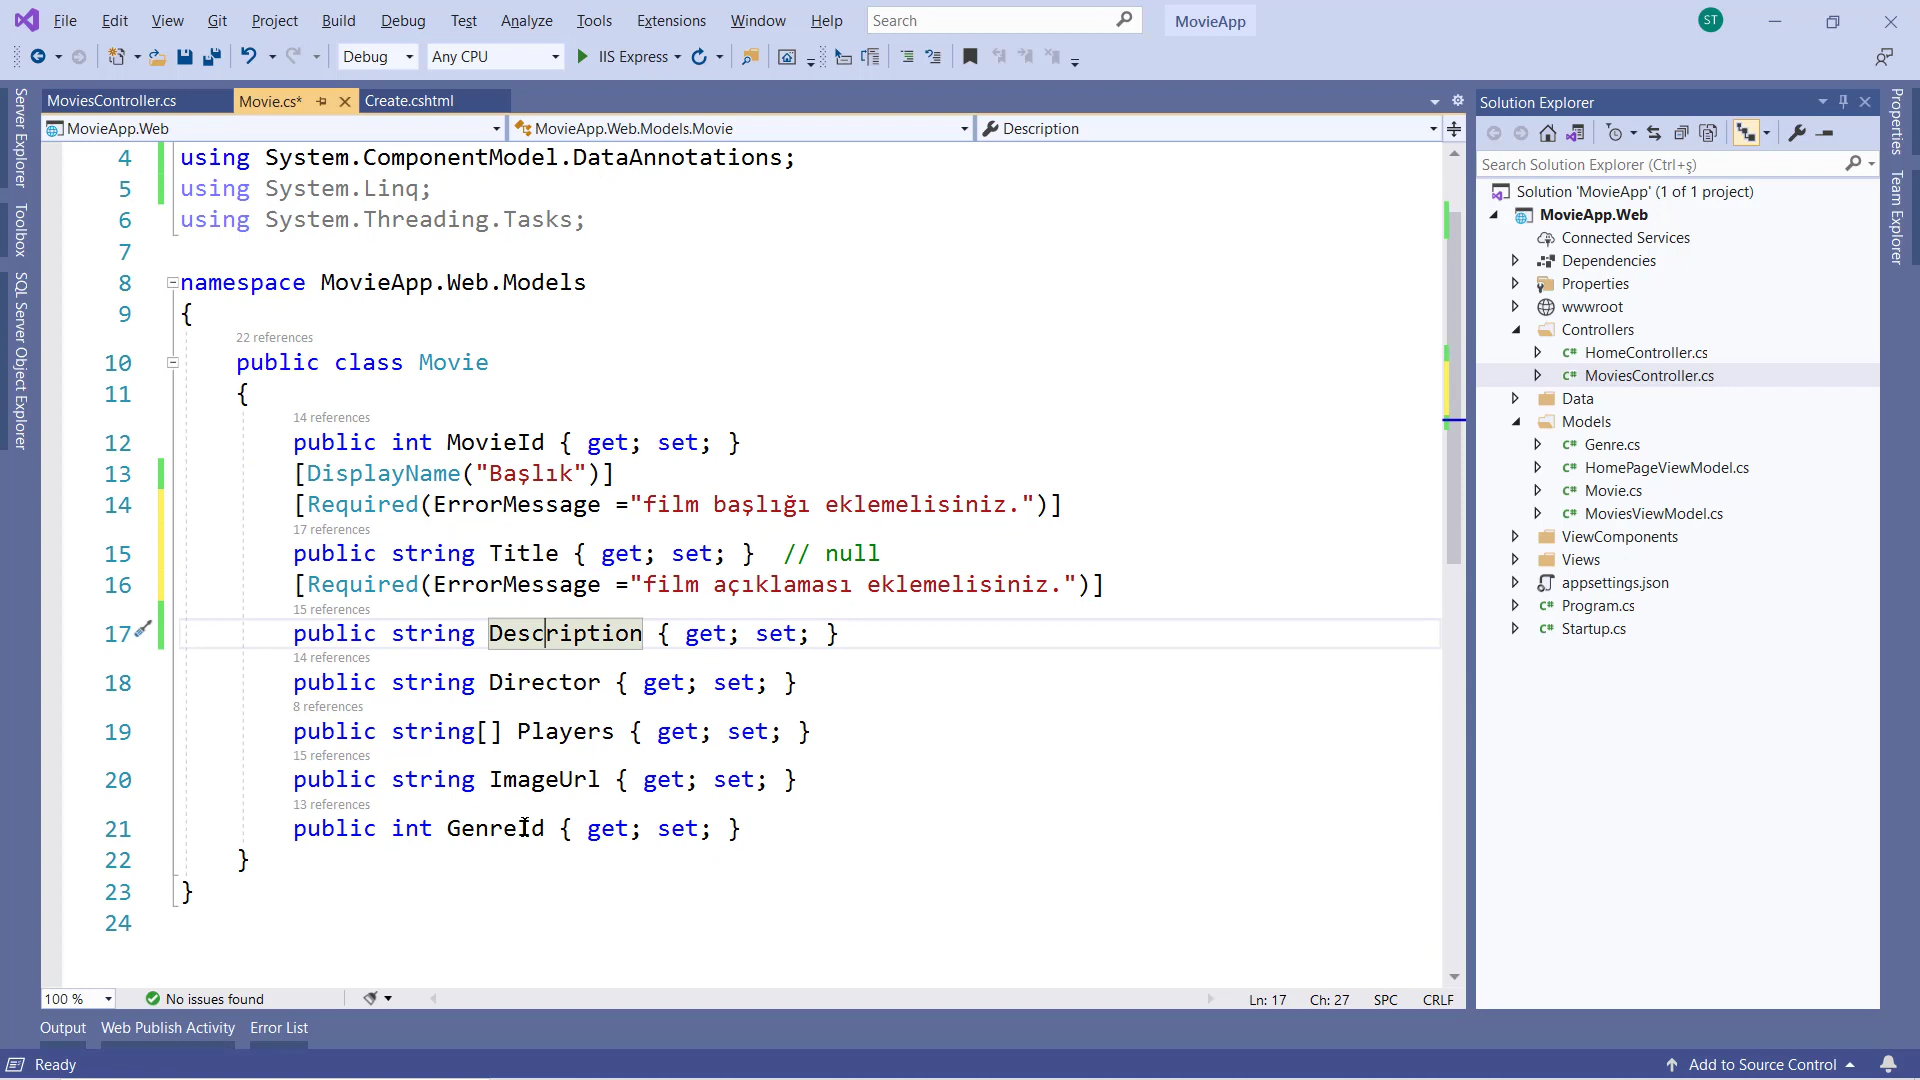 File Edit View Git Project Build Debug Test Analyze Tools Extensions Window Help Search MovieApp ST
Debug Any CPU IIS Express
MoviesController.cs Movie.cs* Create.cshtml
MovieApp.Web MovieApp.Web.Models.Movie Description
4 using System.ComponentModel.DataAnnotations;
5 using System.Linq;
6 using System.Threading.Tasks;
7
8 namespace MovieApp.Web.Models
9 {
22 references
10 public class Movie
11 {
14 references
12 public int MovieId { get; set; }
13 [DisplayName("Başlık")]
14 [Required(ErrorMessage ="film başlığı eklemelisiniz.")]
17 references
15 public string Title { get; set; } // null
16 [Required(ErrorMessage ="film açıklaması eklemelisiniz.")]
15 references
17 public string Description { get; set; }
14 references
18 public string Director { get; set; }
8 references
19 public string[] Players { get; set; }
15 references
20 public string ImageUrl { get; set; }
13 references
21 public int GenreId { get; set; }
22 }
23 }
24
100 % No issues found Ln: 17 Ch: 27 SPC CRLF
Output Web Publish Activity Error List
Ready Add to Source Control
Server Explorer
Toolbox
SQL Server Object Explorer
Solution Explorer
Search Solution Explorer (Ctrl+ş)
Solution 'MovieApp' (1 of 1 project)
MovieApp.Web
Connected Services
Dependencies
Properties
wwwroot
Controllers
C# HomeController.cs
C# MoviesController.cs
Data
Models
C# Genre.cs
C# HomePageViewModel.cs
C# Movie.cs
C# MoviesViewModel.cs
ViewComponents
Views
appsettings.json
C# Program.cs
C# Startup.cs
Properties
Team Explorer